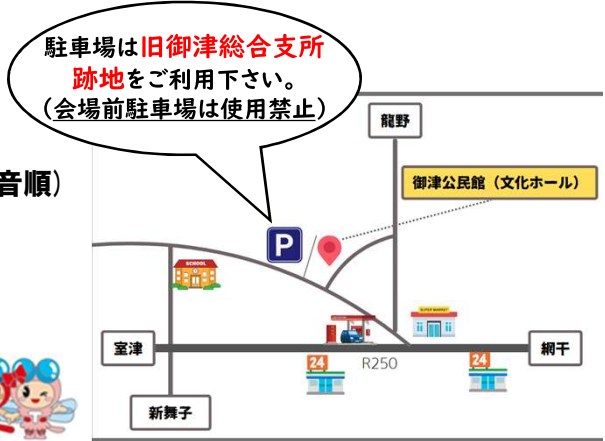 駐車場は旧御津総合支所
跡地をご利用下さい。
(会場前駐車場は使用禁止)
音順)
龍野
御津公民館(文化ホール)
P
SCHOOL
SUPER MARKET
室津
24
R250
24
網干
新舞子